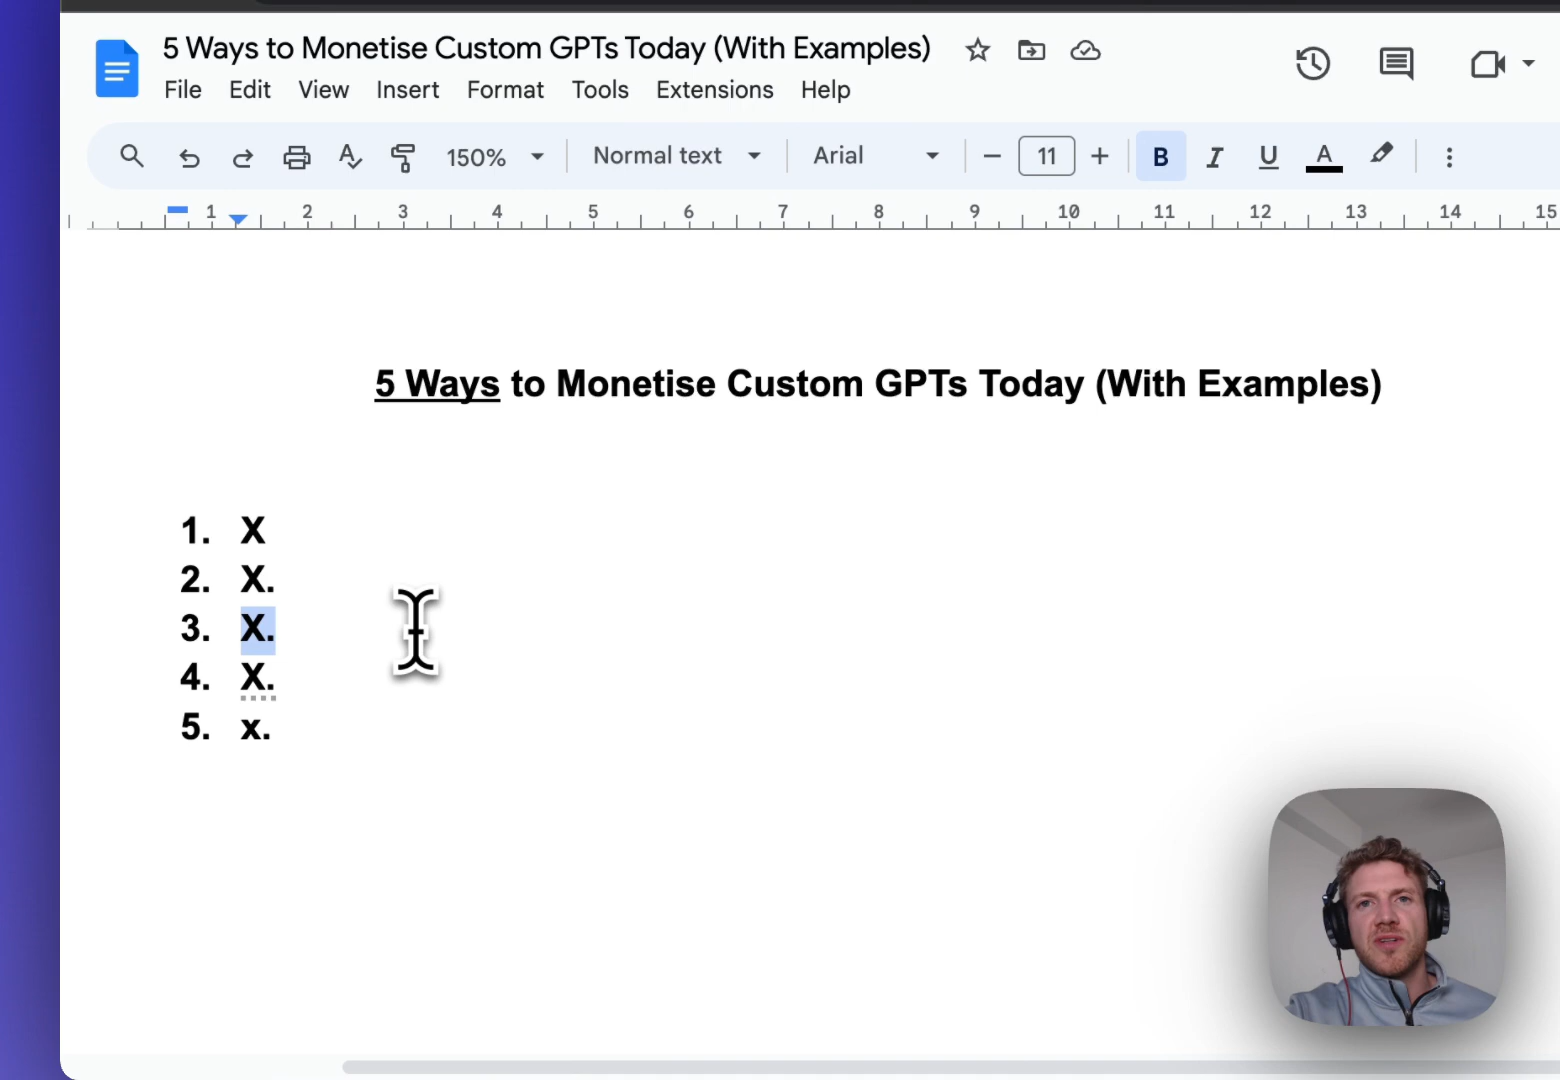 5 Ways to Monetise Custom GPTs Today (With Examples)
File Edit View Insert Format Tools Extensions Help
150% Normal text Arial 11 B I U A
1 2 3 4 5 6 7 8 9 10 11 12 13 14 15
5 Ways to Monetise Custom GPTs Today (With Examples)
1. X
2. X.
3. X.
4. X.
5. x.